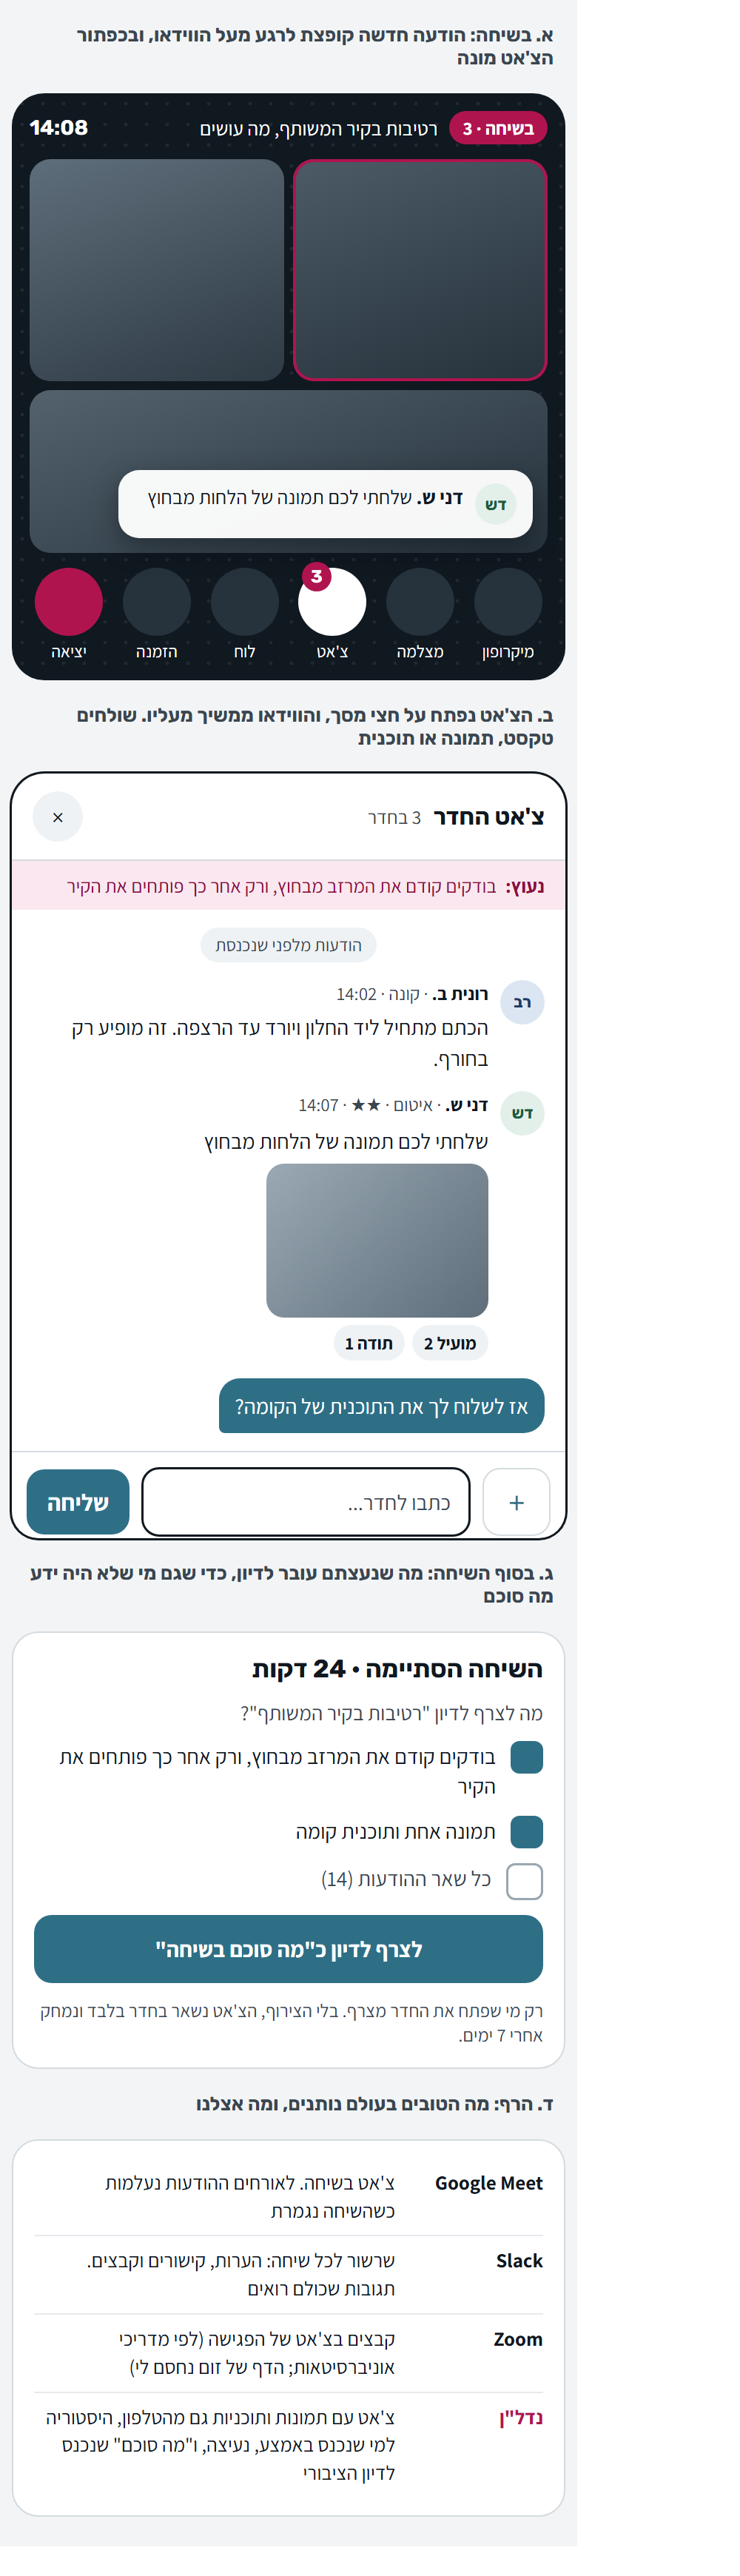 א. בשיחה: הודעה חדשה קופצת לרגע מעל הווידאו, ובכפתור
הצ'אט מונה
בשיחה · 3
רטיבות בקיר המשותף, מה עושים
14:08
דש
דני ש. שלחתי לכם תמונה של הלחות מבחוץ
3
מיקרופון
מצלמה
צ'אט
לוח
הזמנה
יציאה
ב. הצ'אט נפתח על חצי מסך, והווידאו ממשיך מעליו. שולחים
טקסט, תמונה או תוכנית
צ'אט החדר 3 בחדר
×
נעוץ: בודקים קודם את המרזב מבחוץ, ורק אחר כך פותחים את הקיר
הודעות מלפני שנכנסת
רב
רונית ב. · קונה · 14:02
הכתם מתחיל ליד החלון ויורד עד הרצפה. זה מופיע רק
בחורף.
דש
דני ש. · איטום · ★★ · 14:07
שלחתי לכם תמונה של הלחות מבחוץ
מועיל 2
תודה 1
אז לשלוח לך את התוכנית של הקומה?
+
כתבו לחדר...
שליחה
ג. בסוף השיחה: מה שנעצתם עובר לדיון, כדי שגם מי שלא היה ידע
מה סוכם
השיחה הסתיימה · 24 דקות
מה לצרף לדיון "רטיבות בקיר המשותף"?
בודקים קודם את המרזב מבחוץ, ורק אחר כך פותחים את
הקיר
תמונה אחת ותוכנית קומה
כל שאר ההודעות (14)
לצרף לדיון כ"מה סוכם בשיחה"
רק מי שפתח את החדר מצרף. בלי הצירוף, הצ'אט נשאר בחדר בלבד ונמחק
אחרי 7 ימים.
ד. הרף: מה הטובים בעולם נותנים, ומה אצלנו
Google Meet
צ'אט בשיחה. לאורחים ההודעות נעלמות
כשהשיחה נגמרת
Slack
שרשור לכל שיחה: הערות, קישורים וקבצים.
תגובות שכולם רואים
Zoom
קבצים בצ'אט של הפגישה (לפי מדריכי
אוניברסיטאות; הדף של זום נחסם לי)
נדל"ן
צ'אט עם תמונות ותוכניות גם מהטלפון, היסטוריה
למי שנכנס באמצע, נעיצה, ו"מה סוכם" שנכנס
לדיון הציבורי